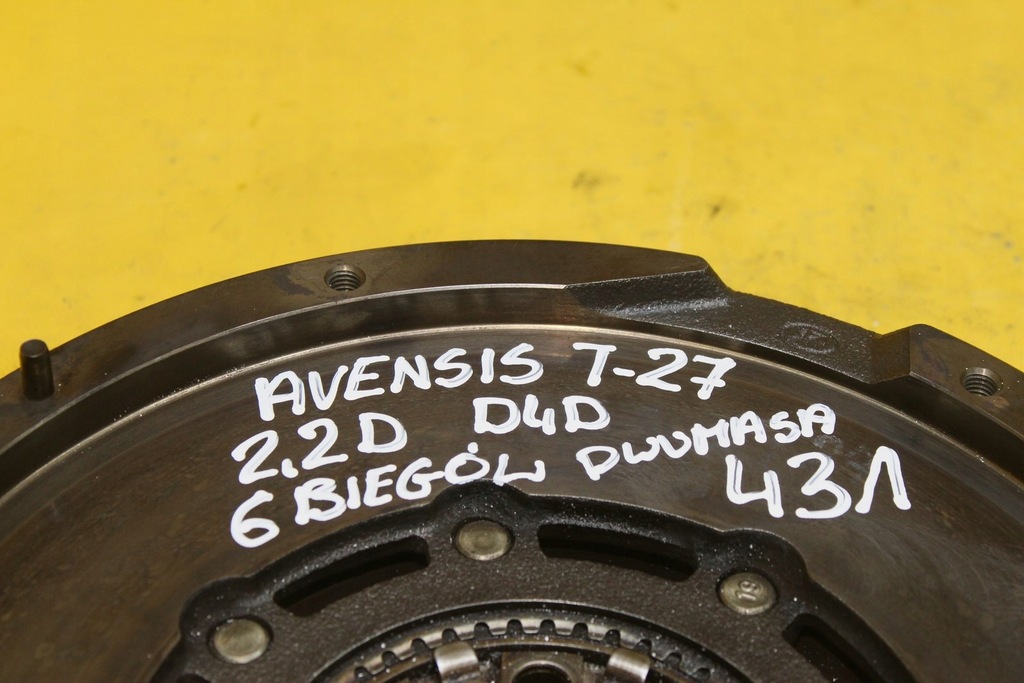 AVENSIS T-27
2.2D D4D
6 BIEGÓW DWUMASA
431